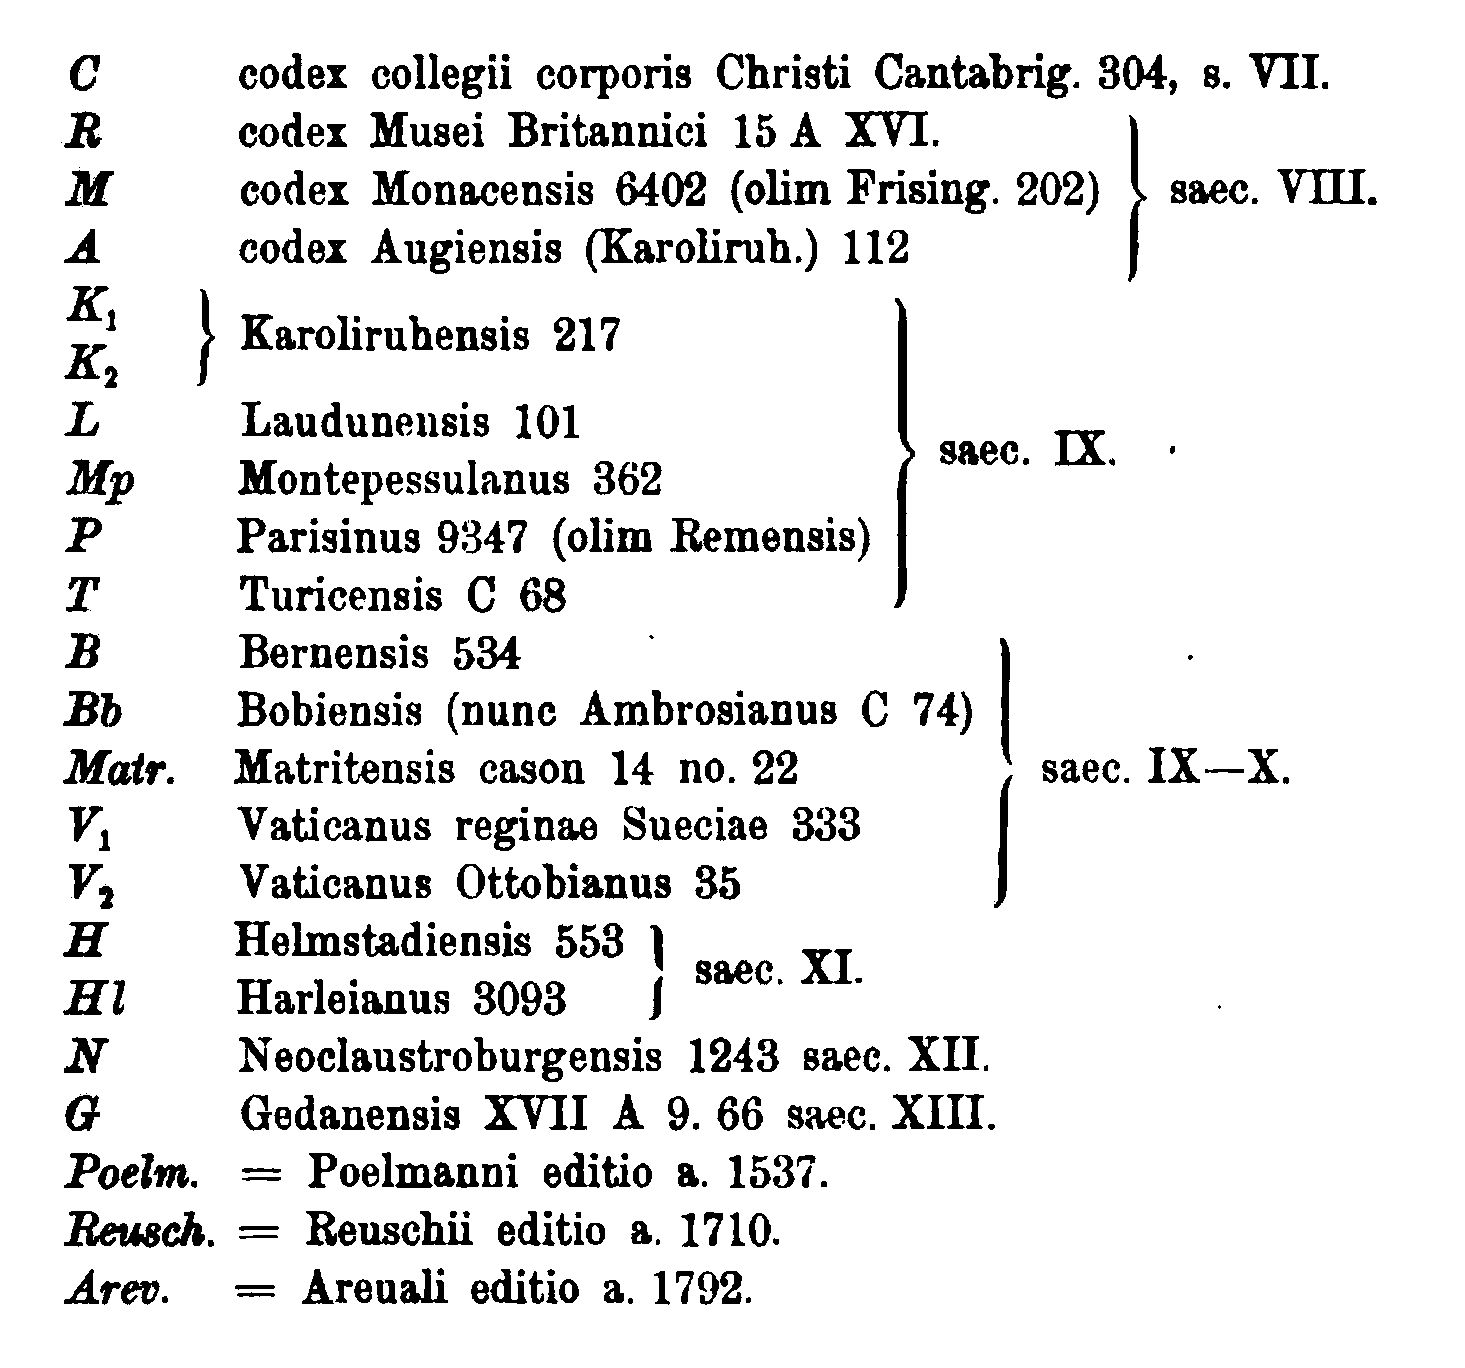 C codex collegii corporis Christi Cantabrig. 304, s. VII.
R codex Musei Britannici 15 A XVI.
M codex Monacensis 6402 (olim Frising. 202) } saec. VIII.
A codex Augiensis (Karoliruh.) 112
K₁
} Karoliruhensis 217
K₂
L Laudunensis 101
} saec. IX.
Mp Montepessulanus 362
P Parisinus 9347 (olim Remensis)
T Turicensis C 68
B Bernensis 534
Bb Bobiensis (nunc Ambrosianus C 74)
Matr. Matritensis cason 14 no. 22 } saec. IX—X.
V₁ Vaticanus reginae Sueciae 333
V₂ Vaticanus Ottobianus 35
H Helmstadiensis 553
} saec. XI.
Hl Harleianus 3093
N Neoclaustroburgensis 1243 saec. XII.
G Gedanensis XVII A 9. 66 saec. XIII.
Poelm. = Poelmanni editio a. 1537.
Reusch. = Reuschii editio a. 1710.
Arev. = Areuali editio a. 1792.